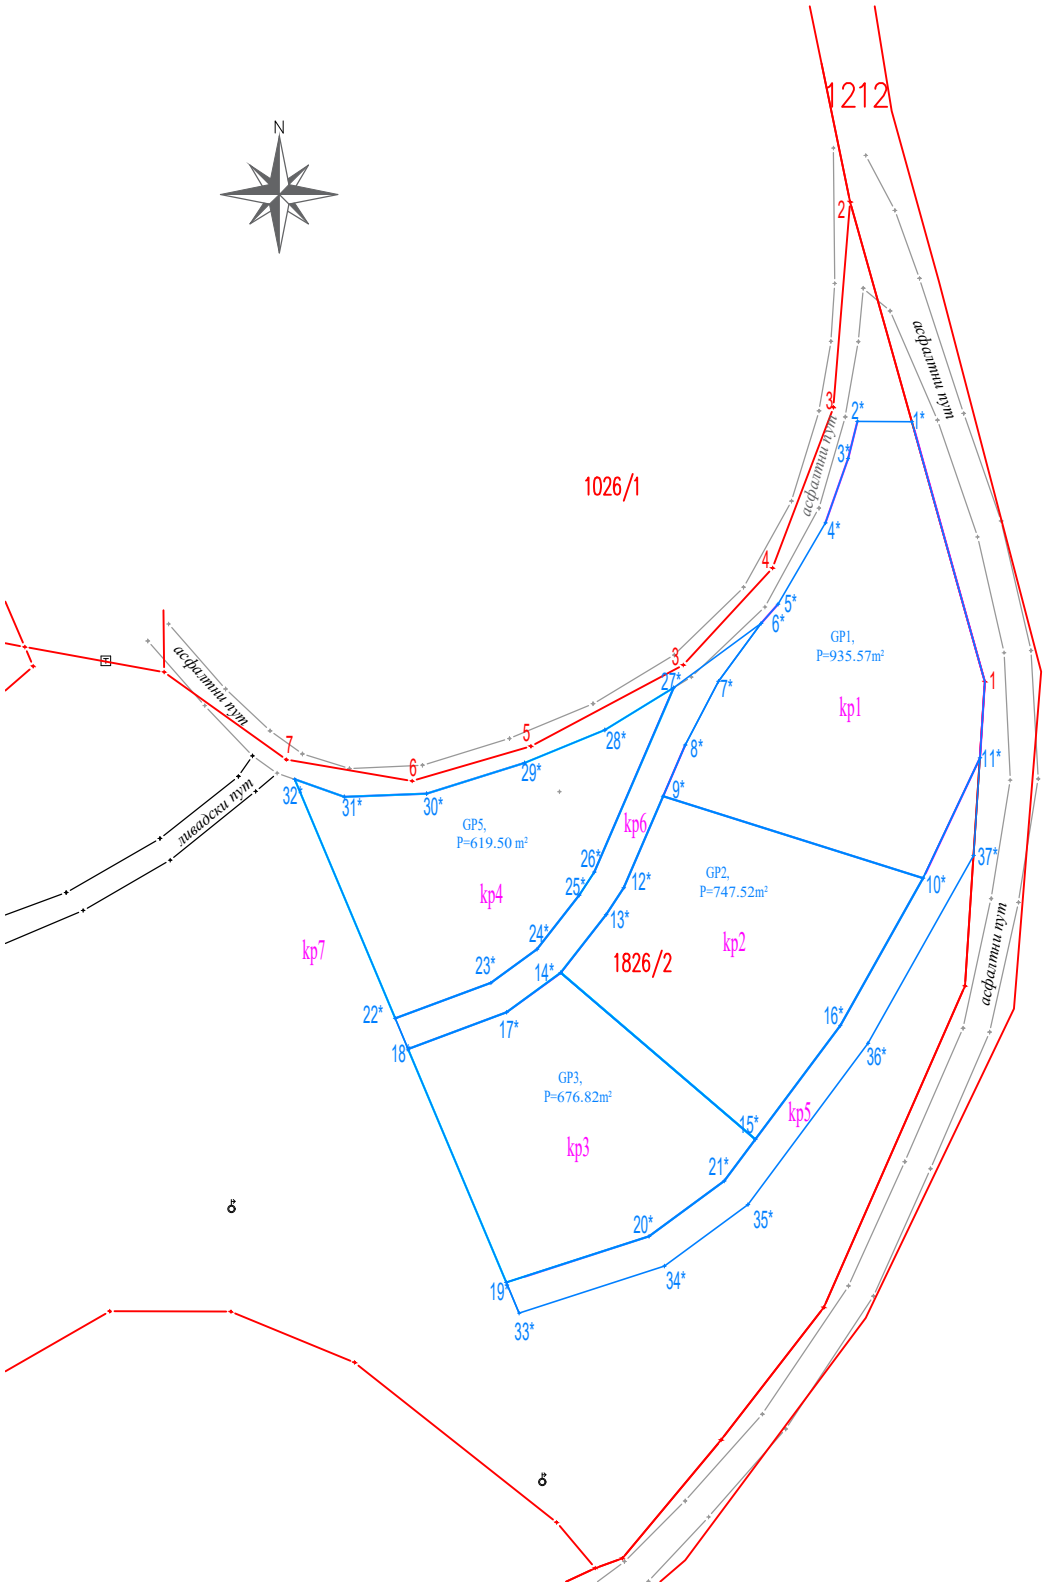 N
1212
2
асфалтни пут
3
2*
1*
3*
асфалтни пут
1026/1
4*
4
5*
6*
GP1,
P=935.57m²
kp1
асфалтни пут
3
27*
7*
1
28*
8*
5
7
6
29*
11*
32*
31*
30*
9*
ливадски пут
GP5,
P=619.50 m²
kp6
kp4
26*
25*
12*
13*
GP2,
P=747.52m²
kp2
10*
37*
kp7
24*
23*
14*
1826/2
асфалтни пут
22*
17*
16*
18*
36*
GP3,
P=676.82m²
kp3
kp5
15*
21*
35*
20*
34*
19*
33*